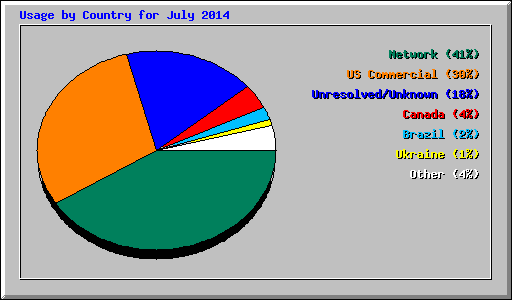 Usage by Country for July 2014
Network (41%)
US Commercial (30%)
Unresolved/Unknown (18%)
Canada (4%)
Brazil (2%)
Ukraine (1%)
Other (4%)